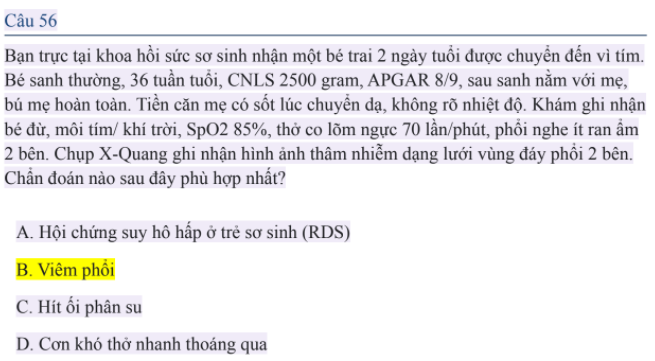 Câu 56
Bạn trực tại khoa hồi sức sơ sinh nhận một bé trai 2 ngày tuổi được chuyển đến vì tím.
Bé sanh thường, 36 tuần tuổi, CNLS 2500 gram, APGAR 8/9, sau sanh nằm với mẹ,
bú mẹ hoàn toàn. Tiền căn mẹ có sốt lúc chuyển dạ, không rõ nhiệt độ. Khám ghi nhận
bé đừ, môi tím/ khí trời, SpO2 85%, thở co lõm ngực 70 lần/phút, phổi nghe ít ran ẩm
2 bên. Chụp X-Quang ghi nhận hình ảnh thâm nhiễm dạng lưới vùng đáy phổi 2 bên.
Chẩn đoán nào sau đây phù hợp nhất?
A. Hội chứng suy hô hấp ở trẻ sơ sinh (RDS)
B. Viêm phổi
C. Hít ối phân su
D. Cơn khó thở nhanh thoáng qua